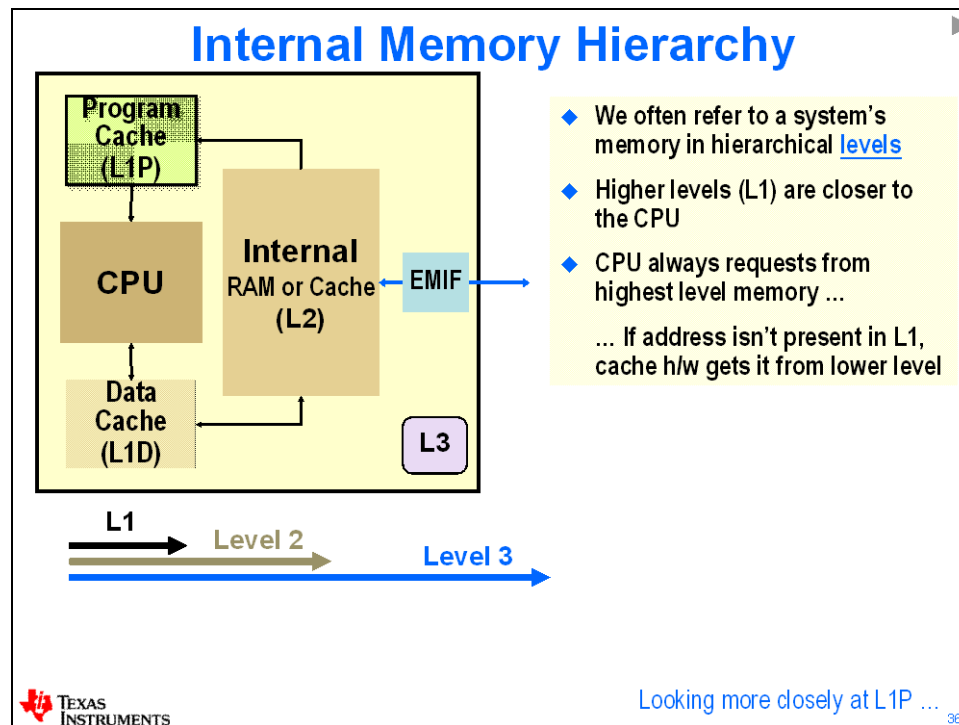 Internal Memory Hierarchy
Program
Cache
(L1P)
CPU
Data
Cache
(L1D)
Internal
RAM or Cache
(L2)
EMIF
L3
◆ We often refer to a system's
memory in hierarchical levels
◆ Higher levels (L1) are closer to
the CPU
◆ CPU always requests from
highest level memory ...
... If address isn't present in L1,
cache h/w gets it from lower level
L1
Level 2
Level 3
TEXAS
INSTRUMENTS
Looking more closely at L1P ...
36